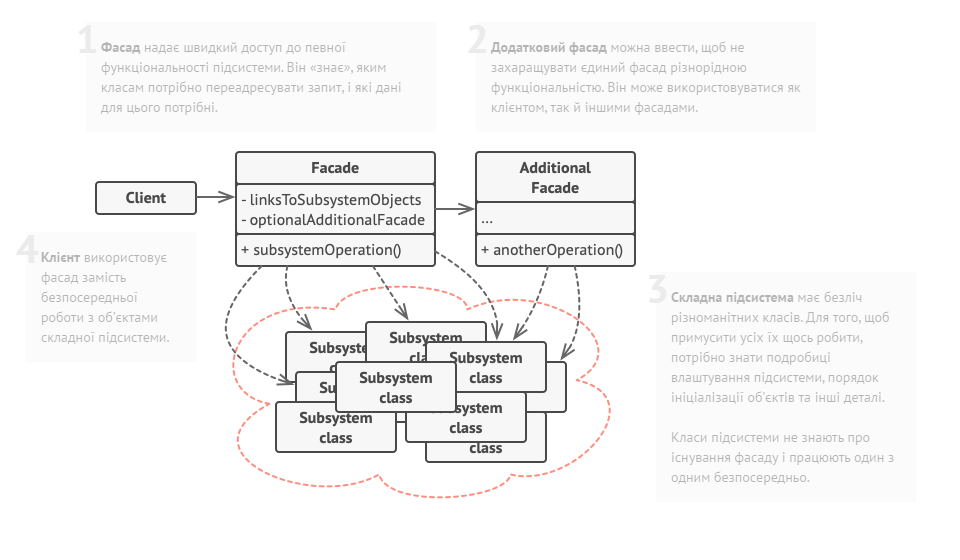 1
Фасад надає швидкий доступ до певної
функціональності підсистеми. Він «знає», яким
класам потрібно переадресувати запит, і які дані
для цього потрібні.
2
Додатковий фасад можна ввести, щоб не
захаращувати єдиний фасад різнорідною
функціональністю. Він може використовуватися як
клієнтом, так й іншими фасадами.
Client
Facade
- linksToSubsystemObjects
- optionalAdditionalFacade
+ subsystemOperation()
Additional
Facade
...
+ anotherOperation()
4
Клієнт використовує
фасад замість
безпосередньої
роботи з об'єктами
складної підсистеми.
3
Складна підсистема має безліч
різноманітних класів. Для того, щоб
примусити усіх їх щось робити,
потрібно знати подробиці
влаштування підсистеми, порядок
ініціалізації об'єктів та інші деталі.
Класи підсистеми не знають про
існування фасаду і працюють один з
одним безпосередньо.
Subsystem
Subsystem
class
Subsystem
class
Subsystem
class
class
class